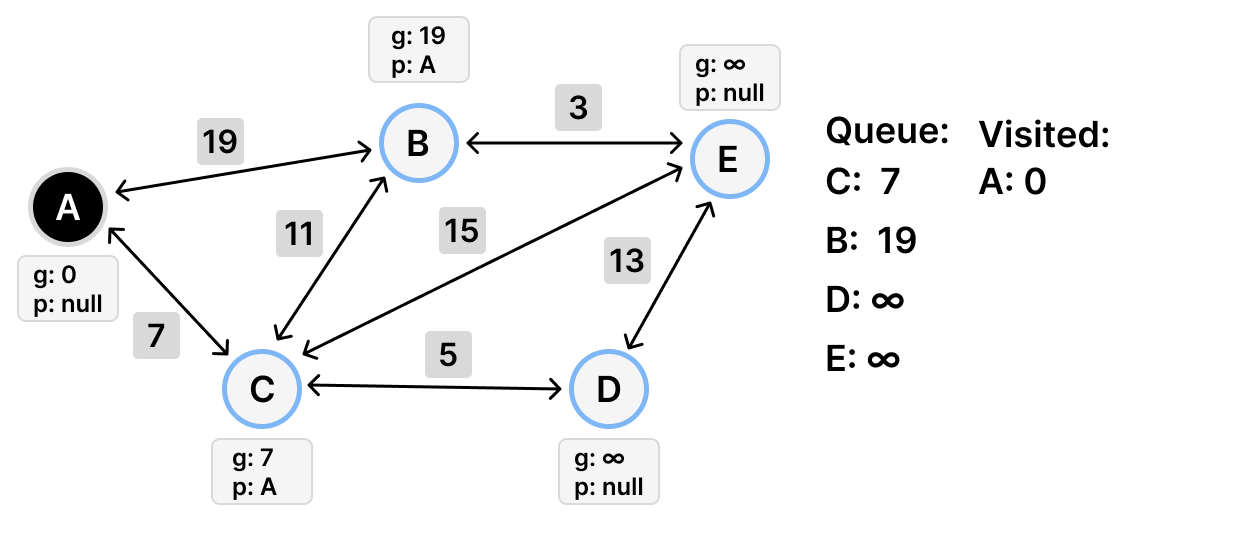 g: 19
p: A
g: ∞
p: null
3
19
B
E
A
11
15
13
g: 0
p: null
7
5
C
D
g: 7
p: A
g: ∞
p: null
Queue:
C: 7
B: 19
D: ∞
E: ∞
Visited:
A: 0